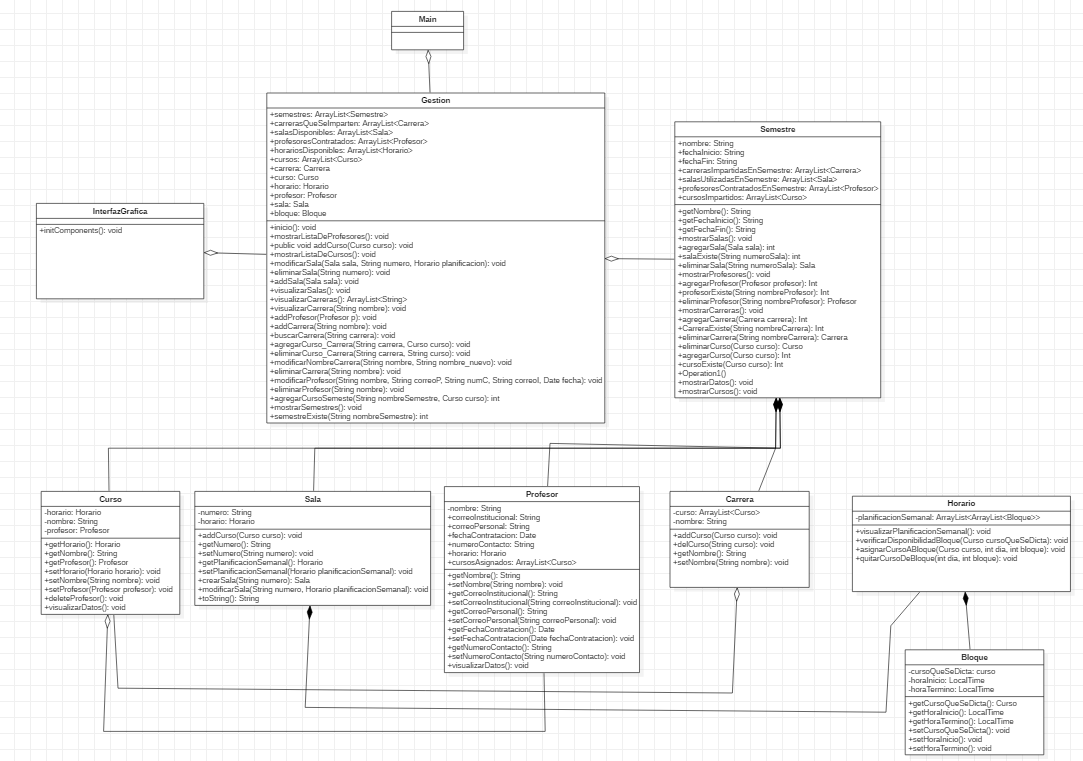 Main
Gestion
+semestres: ArrayList<Semestre>
+carrerasQueSeImparten: ArrayList<Carrera>
+salasDisponibles: ArrayList<Sala>
+profesoresContratados: ArrayList<Profesor>
+horariosDisponibles: ArrayList<Horario>
+cursos: ArrayList<Curso>
+carrera: Carrera
+curso: Curso
+horario: Horario
+profesor: Profesor
+sala: Sala
+bloque: Bloque
+inicio(): void
+mostrarListaDeProfesores(): void
+public void addCurso(Curso curso): void
+mostrarListaDeCursos(): void
+modificarSala(Sala sala, String numero, Horario planificacion): void
+eliminarSala(String numero): void
+addSala(Sala sala): void
+visualizarSalas(): void
+visualizarCarreras(): ArrayList<String>
+visualizarCarrera(String nombre): void
+addProfesor(Profesor p): void
+addCarrera(String nombre): void
+buscarCarrera(String carrera): void
+agregarCurso_Carrera(String carrera, Curso curso): void
+eliminarCurso_Carrera(String carrera, String curso): void
+modificarNombreCarrera(String nombre, String nombre_nuevo): void
+eliminarCarrera(String nombre): void
+modificarProfesor(String nombre, String correoP, String numC, String correoI, Date fecha): void
+eliminarProfesor(String nombre): void
+agregarCursoSemeste(String nombreSemestre, Curso curso): int
+mostrarSemestres(): void
+semestreExiste(String nombreSemestre): int
Semestre
+nombre: String
+fechaInicio: String
+fechaFin: String
+carrerasImpartidasEnSemestre: ArrayList<Carrera>
+salasUtilizadasEnSemestre: ArrayList<Sala>
+profesoresContratadosEnSemestre: ArrayList<Profesor>
+cursosImpartidos: ArrayList<Curso>
+getNombre(): String
+getFechaInicio(): String
+getFechaFin(): String
+mostrarSalas(): void
+agregarSala(Sala sala): int
+salaExiste(String numeroSala): int
+eliminarSala(String numeroSala): Sala
+mostrarProfesores(): void
+agregarProfesor(Profesor profesor): Int
+profesorExiste(String nombreProfesor): Int
+eliminarProfesor(String nombreProfesor): Profesor
+mostrarCarreras(): void
+agregarCarrera(Carrera carrera): Int
+CarreraExiste(String nombreCarrera): Int
+eliminarCarrera(String nombreCarrera): Carrera
+eliminarCurso(Curso curso): Curso
+agregarCurso(Curso curso): Int
+cursoExiste(Curso curso): Int
+Operation1()
+mostrarDatos(): void
+mostrarCursos(): void
InterfazGrafica
+initComponents(): void
Curso
-horario: Horario
-nombre: String
-profesor: Profesor
+getHorario(): Horario
+getNombre(): String
+getProfesor(): Profesor
+setHorario(Horario horario): void
+setNombre(String nombre): void
+setProfesor(Profesor profesor): void
+deleteProfesor(): void
+visualizarDatos(): void
Sala
-numero: String
-horario: Horario
+addCurso(Curso curso): void
+getNumero(): String
+setNumero(String numero): void
+getPlanificacionSemanal(): Horario
+setPlanificacionSemanal(Horario planificacionSemanal): void
+crearSala(String numero): Sala
+modificarSala(String numero, Horario planificacionSemanal): void
+toString(): String
Profesor
-nombre: String
+correoInstitucional: String
+correoPersonal: String
+fechaContratacion: Date
+numeroContacto: String
+horario: Horario
+cursosAsignados: ArrayList<Curso>
+getNombre(): String
+setNombre(String nombre): void
+getCorreoInstitucional(): String
+setCorreoInstitucional(String correoInstitucional): void
+getCorreoPersonal(): String
+setCorreoPersonal(String correoPersonal): void
+getFechaContratacion(): Date
+setFechaContratacion(Date fechaContratacion): void
+getNumeroContacto(): String
+setNumeroContacto(String numeroContacto): void
+visualizarDatos(): void
Carrera
-curso: ArrayList<Curso>
-nombre: String
+addCurso(Curso curso): void
+delCurso(String curso): void
+getNombre(): String
+setNombre(String nombre): void
Horario
-planificacionSemanal: ArrayList<ArrayList<Bloque>>
+visualizarPlanificacionSemanal(): void
+verificarDisponibilidadBloque(Curso cursoQueSeDicta): void
+asignarCursoABloque(Curso curso, int dia, int bloque): void
+quitarCursoDeBloque(int dia, int bloque): void
Bloque
-cursoQueSeDicta: curso
-horaInicio: LocalTime
-horaTermino: LocalTime
+getCursoQueSeDicta(): Curso
+getHoraInicio(): LocalTime
+getHoraTermino(): LocalTime
+setCursoQueSeDicta(): void
+setHoraInicio(): void
+setHoraTermino(): void